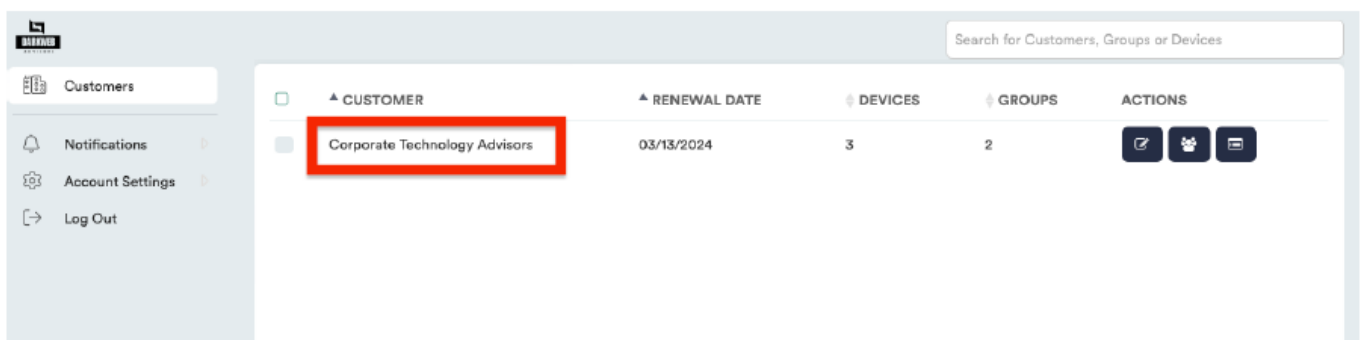 DARKWEB
Search for Customers, Groups or Devices
Customers
CUSTOMER RENEWAL DATE DEVICES GROUPS ACTIONS
Corporate Technology Advisors 03/13/2024 3 2
Notifications
Account Settings
Log Out